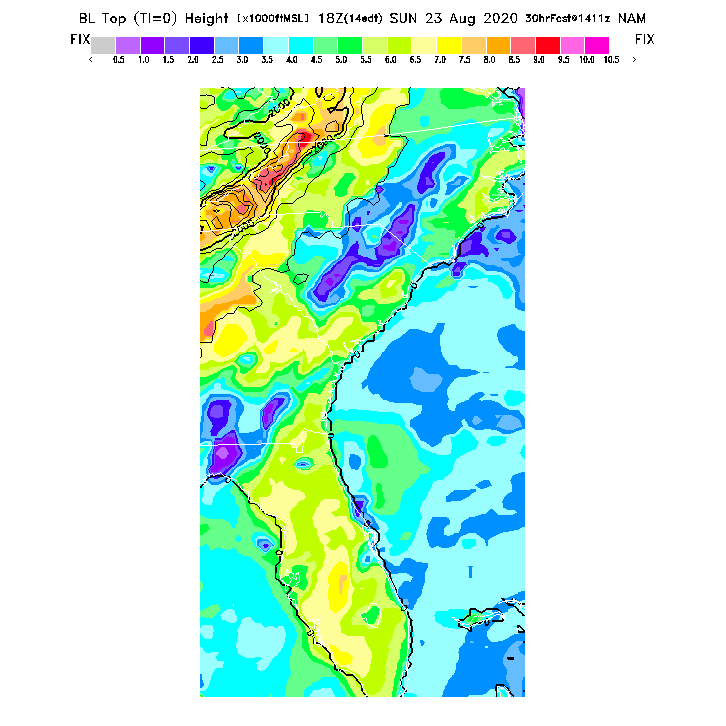 BL Top (TI=0) Height [x1000ftMSL] 18Z(14edt) SUN 23 Aug 2020 30hrFcst@1411z NAM
FIX FIX
< 0.5 1.0 1.5 2.0 2.5 3.0 3.5 4.0 4.5 5.0 5.5 6.0 6.5 7.0 7.5 8.0 8.5 9.0 9.5 10.0 10.5 >
2000
2000